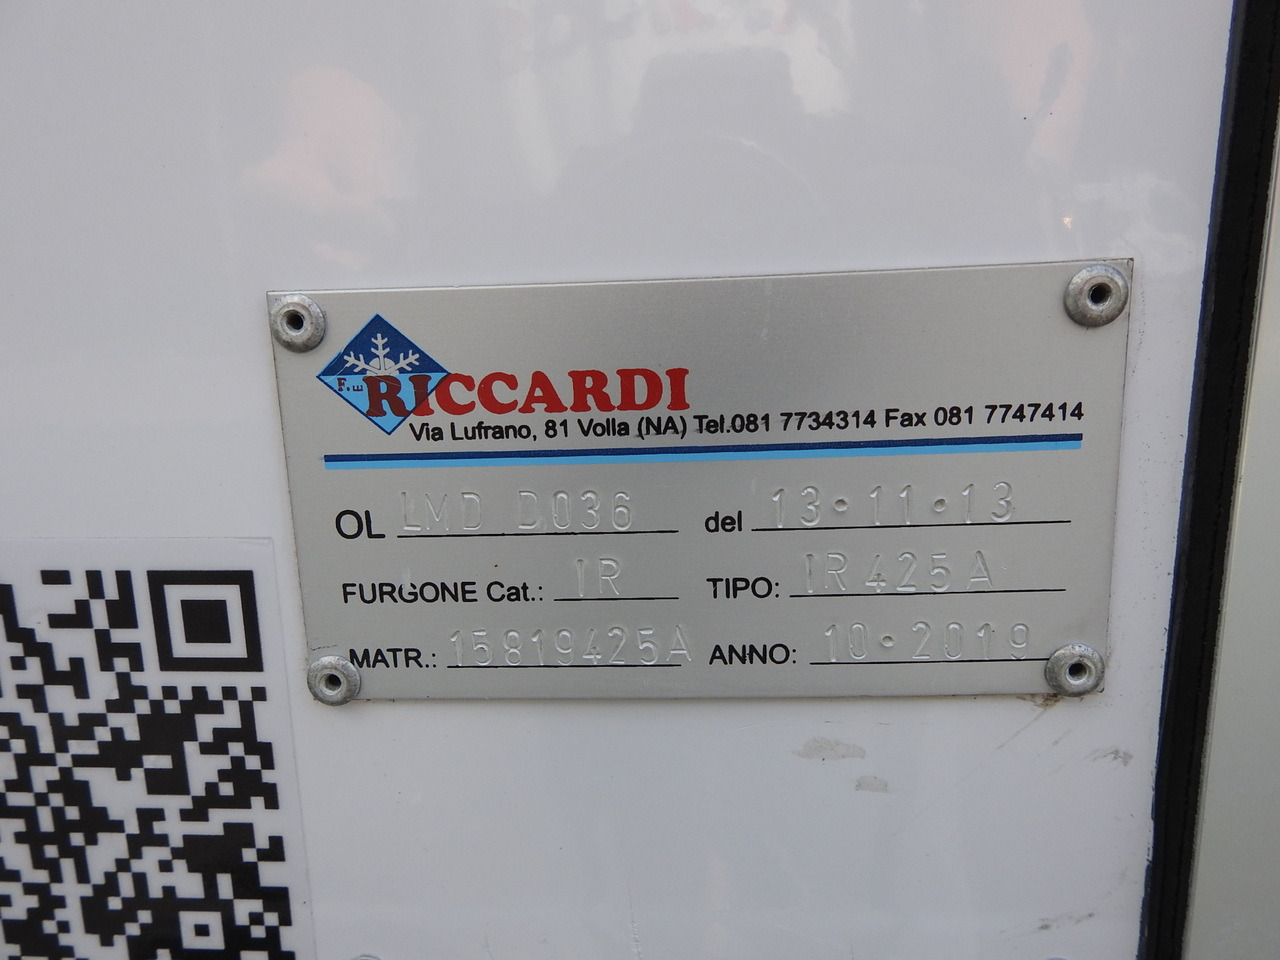 F.lli RICCARDI
Via Lufrano, 81 Volla (NA) Tel.081 7734314 Fax 081 7747414
OL LMD D036 del 13·11·13
FURGONE Cat.: IR TIPO: IR425A
MATR.: 15819425A ANNO: 10·2019